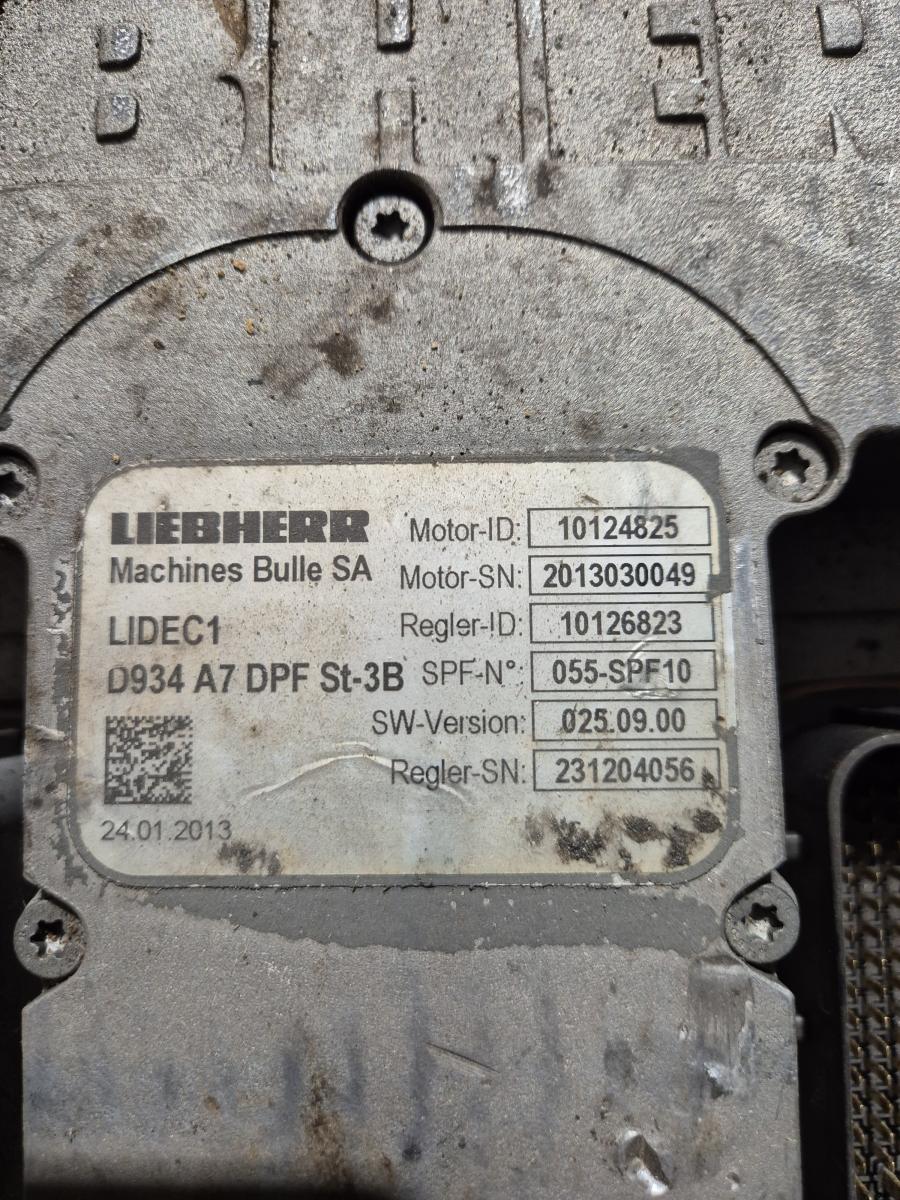 BHER
LIEBHERR
Machines Bulle SA
LIDEC1
D934 A7 DPF St-3B
24.01.2013
Motor-ID: 10124825
Motor-SN: 2013030049
Regler-ID: 10126823
SPF-N°: 055-SPF10
SW-Version: 025.09.00
Regler-SN: 231204056